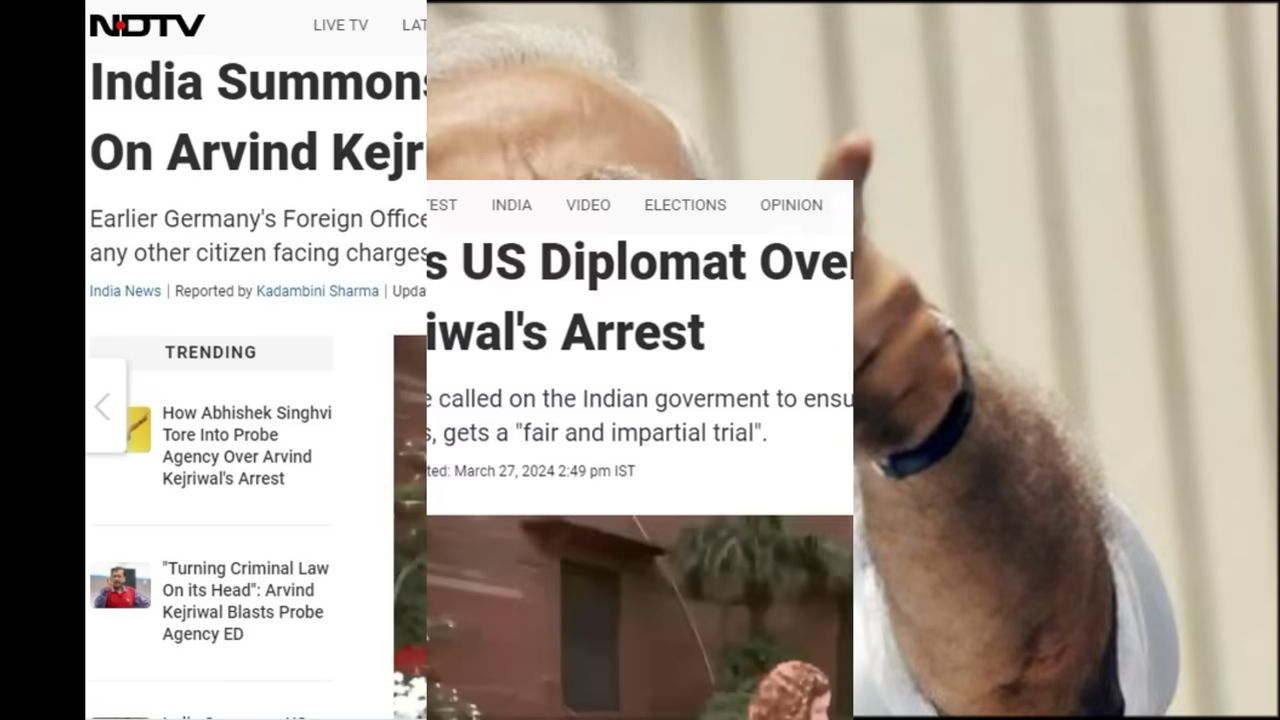 NDTV
LIVE TV LAT
India Summons
On Arvind Kejr
Earlier Germany's Foreign Office
any other citizen facing charges
India News | Reported by Kadambini Sharma | Upda
TRENDING
How Abhishek Singhvi
Tore Into Probe
Agency Over Arvind
Kejriwal's Arrest
"Turning Criminal Law
On its Head": Arvind
Kejriwal Blasts Probe
Agency ED
TEST INDIA VIDEO ELECTIONS OPINION
s US Diplomat Over
iwal's Arrest
e called on the Indian goverment to ensu
s, gets a "fair and impartial trial".
ted: March 27, 2024 2:49 pm IST